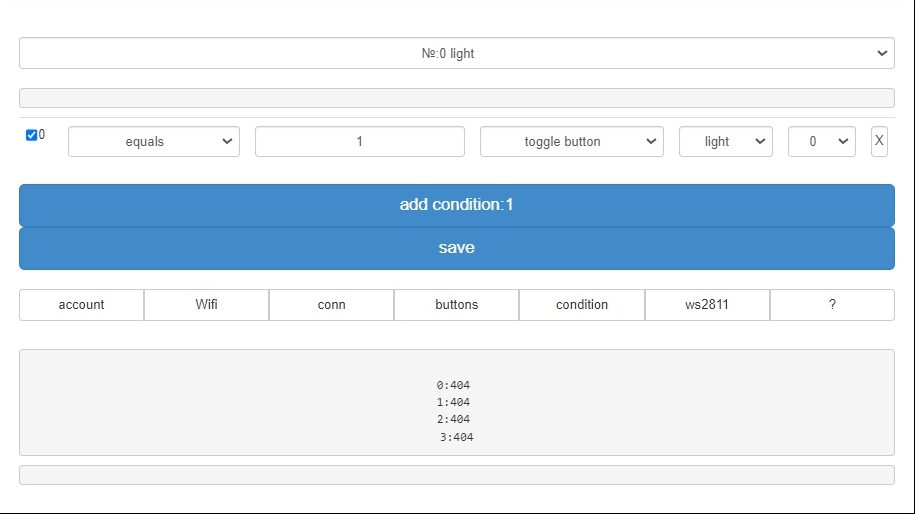 №:0 light
0 equals 1 toggle button light 0 X
add condition:1
save
account Wifi conn buttons condition ws2811 ?
0:404
1:404
2:404
3:404